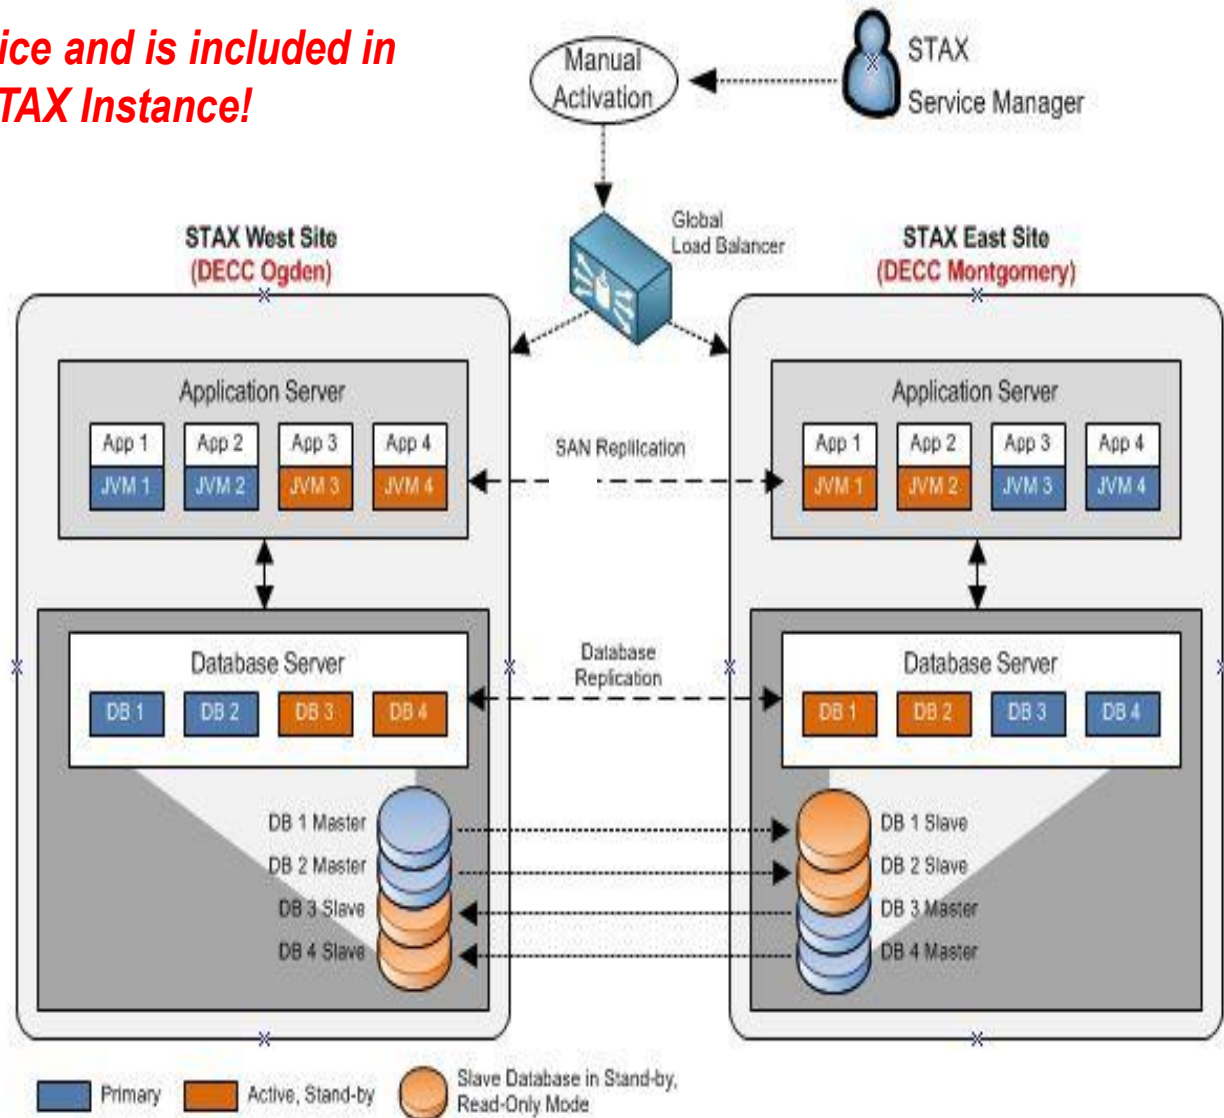 ice and is included in
TAX Instance!
Manual
Activation
STAX
Service Manager
Global
Load Balancer
STAX West Site
(DECC Ogden)
STAX East Site
(DECC Montgomery)
Application Server
App 1
App 2
App 3
App 4
JVM 1
JVM 2
JVM 3
JVM 4
SAN Repllication
Application Server
App 1
App 2
App 3
App 4
JVM 1
JVM 2
JVM 3
JVM 4
Database Server
DB 1
DB 2
DB 3
DB 4
Database
Replication
Database Server
DB 1
DB 2
DB 3
DB 4
DB 1 Master
DB 2 Master
DB 3 Slave
DB 4 Slave
DB 1 Slave
DB 2 Slave
DB 3 Master
DB 4 Master
Primary
Active, Stand-by
Slave Database in Stand-by,
Read-Only Mode